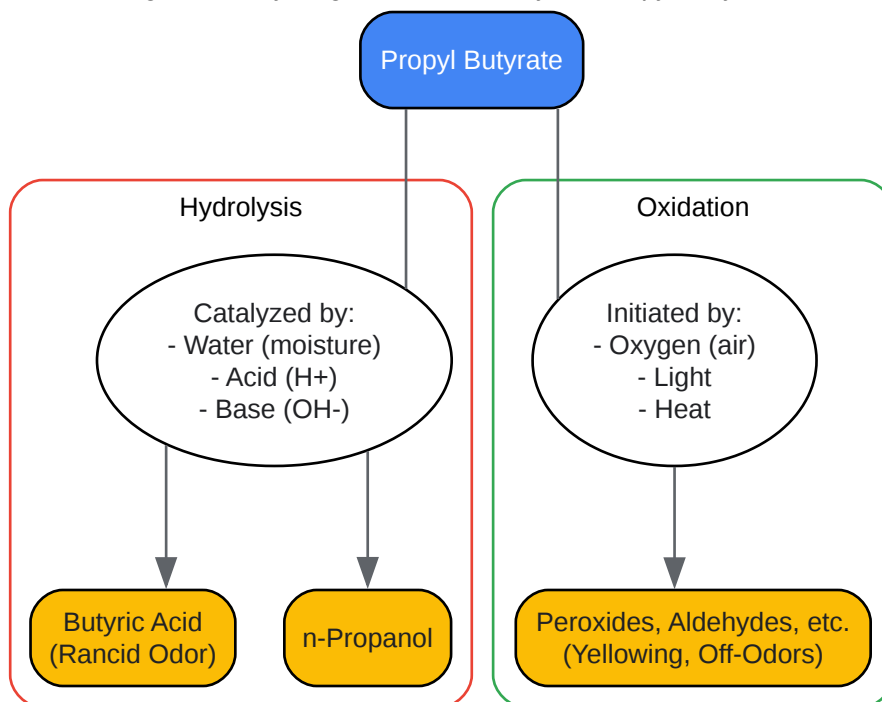 Propyl Butyrate
Hydrolysis
Catalyzed by:
- Water (moisture)
- Acid (H+)
- Base (OH-)
Butyric Acid
(Rancid Odor)
n-Propanol
Oxidation
Initiated by:
- Oxygen (air)
- Light
- Heat
Peroxides, Aldehydes, etc.
(Yellowing, Off-Odors)